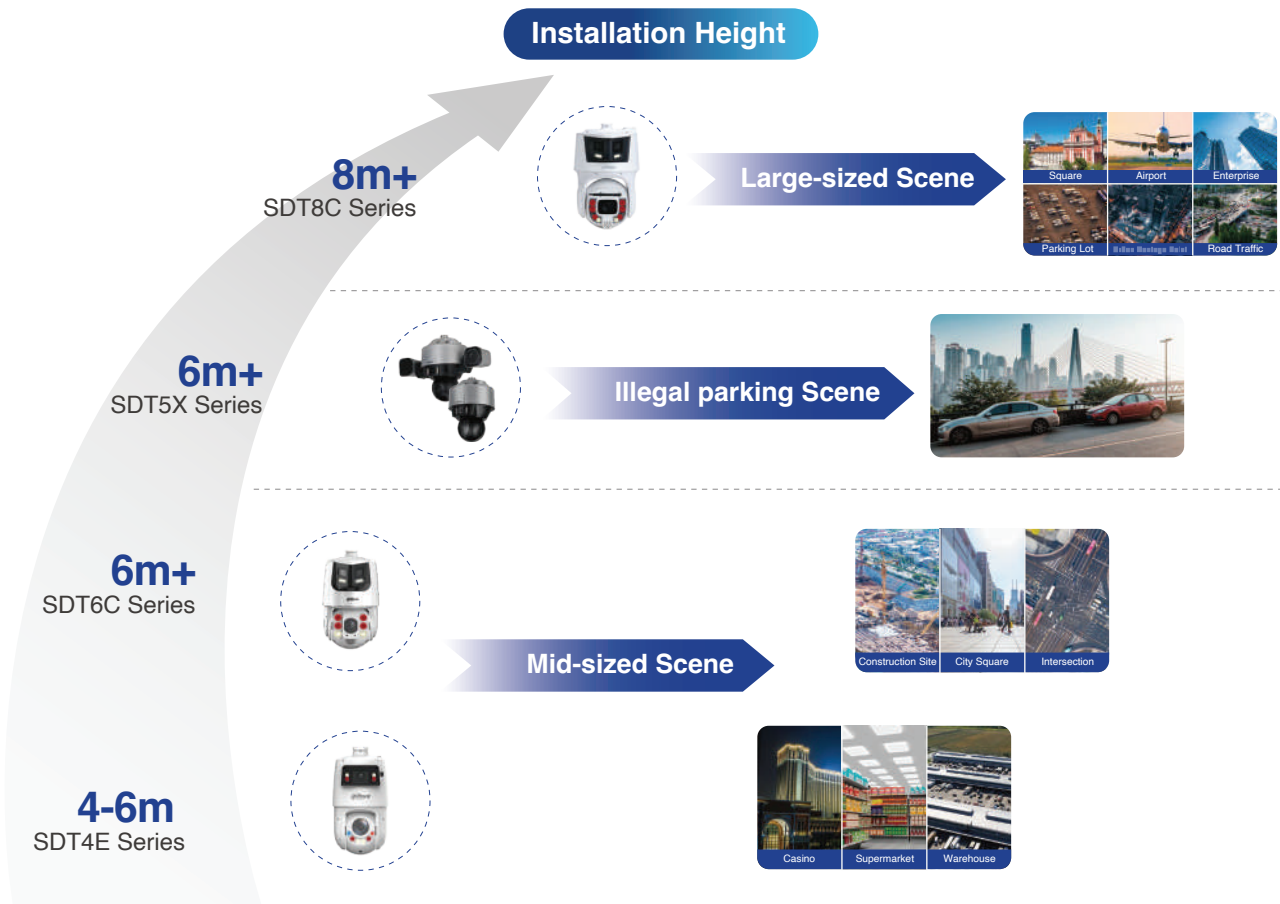 Installation Height
8m+
SDT8C Series
Large-sized Scene
Square
Airport
Enterprise
Parking Lot
Road Traffic
6m+
SDT5X Series
Illegal parking Scene
6m+
SDT6C Series
Construction Site
City Square
Intersection
Mid-sized Scene
4-6m
SDT4E Series
Casino
Supermarket
Warehouse